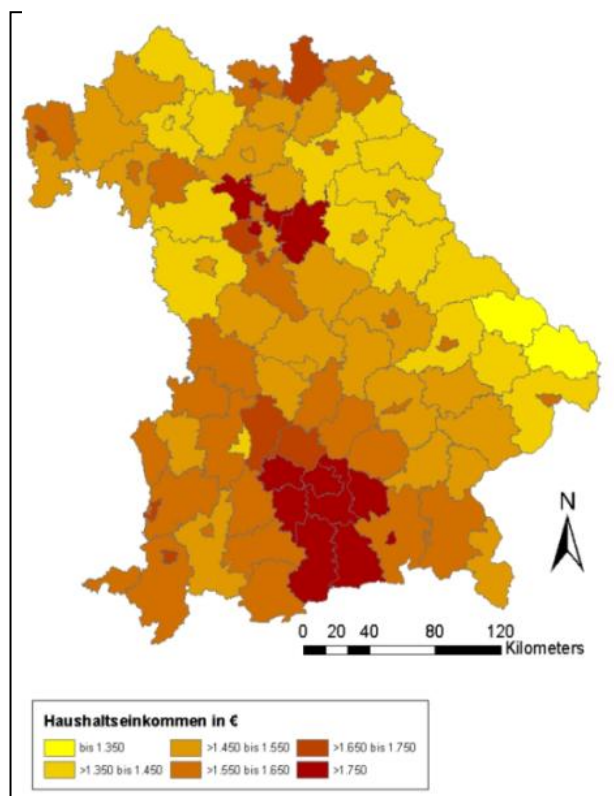 N
0 20 40 80 120
Kilometers
Haushaltseinkommen in €
bis 1.350 >1.450 bis 1.550 >1.650 bis 1.750
>1.350 bis 1.450 >1.550 bis 1.650 >1.750